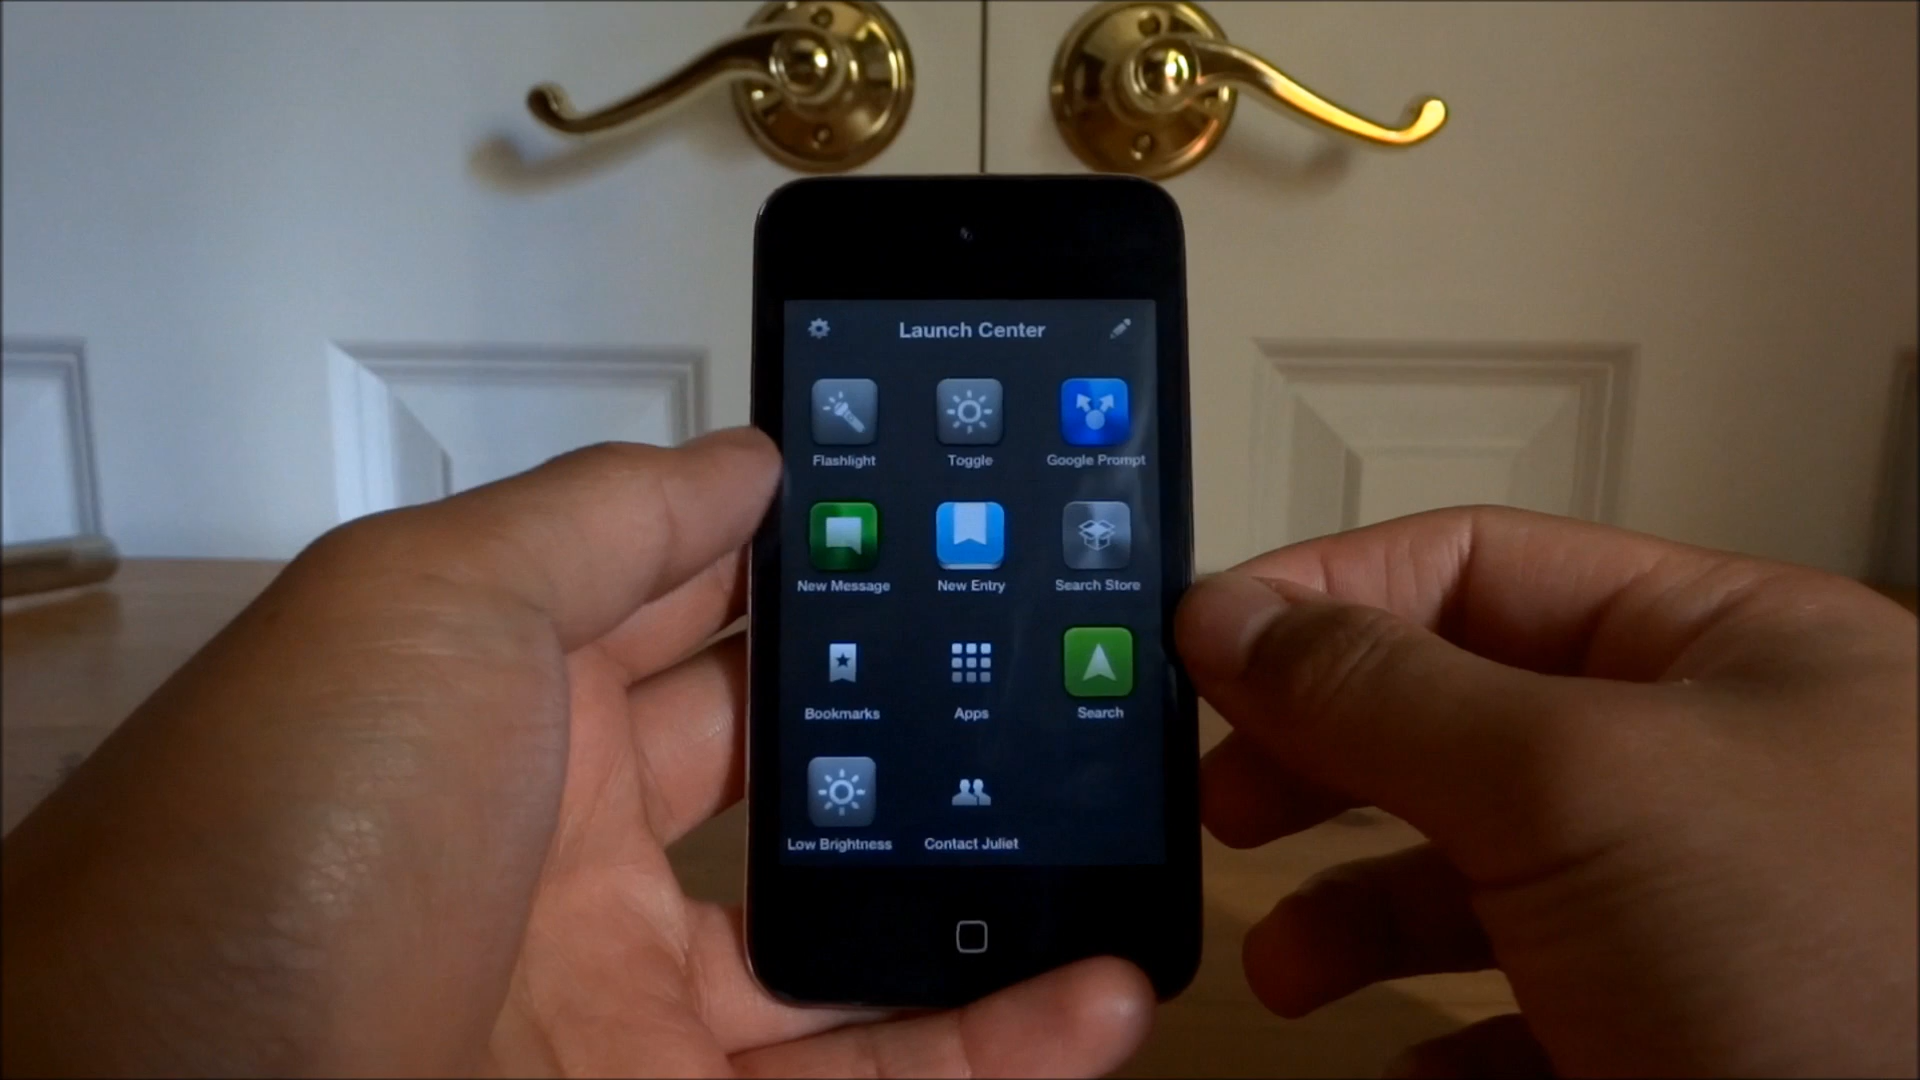 Launch Center
Flashlight
Toggle
Google Prompt
New Message
New Entry
Search Store
Bookmarks
Apps
Search
Low Brightness
Contact Juliet